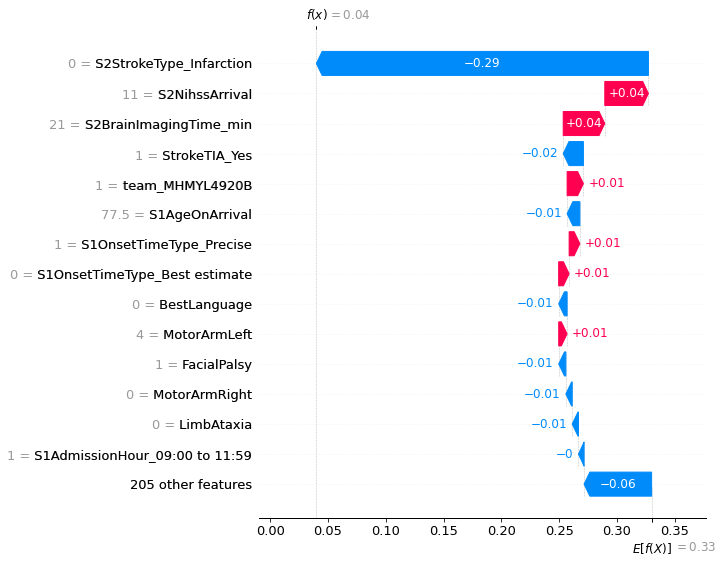 f(x) = 0.04
0 = S2StrokeType_Infarction −0.29
11 = S2NihssArrival +0.04
21 = S2BrainImagingTime_min +0.04
1 = StrokeTIA_Yes −0.02
1 = team_MHMYL4920B +0.01
77.5 = S1AgeOnArrival −0.01
1 = S1OnsetTimeType_Precise +0.01
0 = S1OnsetTimeType_Best estimate +0.01
0 = BestLanguage −0.01
4 = MotorArmLeft +0.01
1 = FacialPalsy −0.01
0 = MotorArmRight −0.01
0 = LimbAtaxia −0.01
1 = S1AdmissionHour_09:00 to 11:59 −0
205 other features −0.06
0.00 0.05 0.10 0.15 0.20 0.25 0.30 0.35
E[f(X)] = 0.33